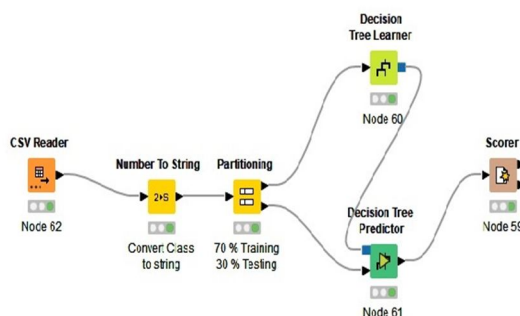 Decision
Tree Learner
Node 60
CSV Reader
Node 62
Number To String
2▸S
Convert Class
to string
Partitioning
70 % Training
30 % Testing
Decision Tree
Predictor
Node 61
Scorer
Node 59